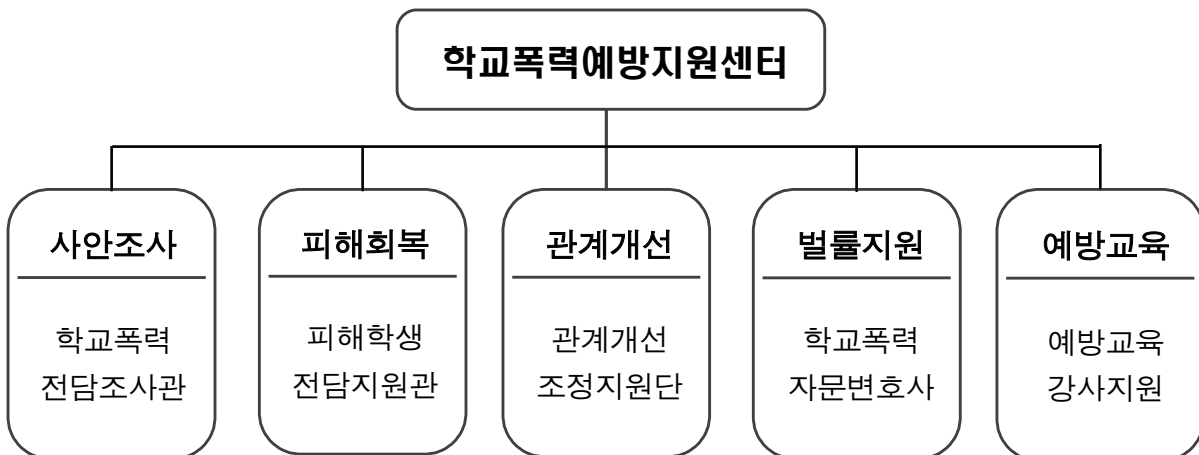 학교폭력예방지원센터
사안조사
학교폭력
전담조사관
피해회복
피해학생
전담지원관
관계개선
관계개선
조정지원단
벌률지원
학교폭력
자문변호사
예방교육
예방교육
강사지원